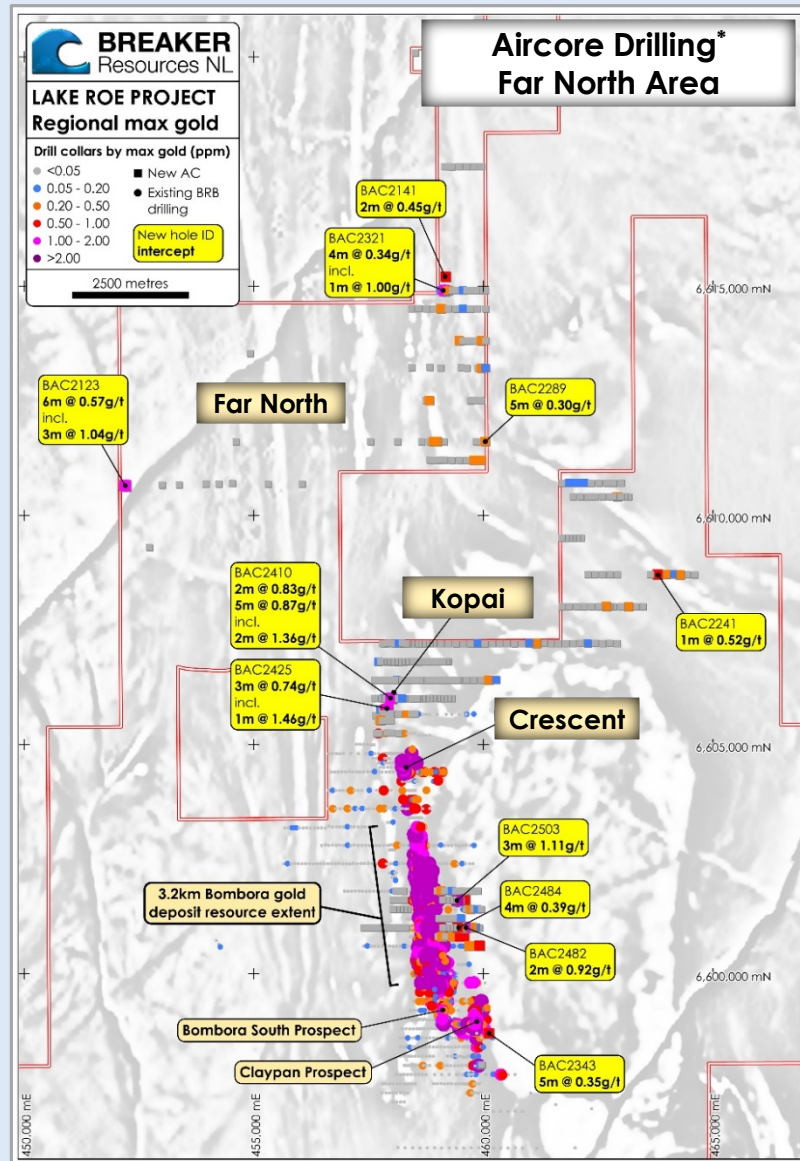 BREAKER
Resources NL
LAKE ROE PROJECT
Regional max gold
Drill collars by max gold (ppm)
<0.05
0.05 - 0.20
0.20 - 0.50
0.50 - 1.00
1.00 - 2.00
>2.00
New AC
Existing BRB
drilling
New hole ID
intercept
2500 metres
Aircore Drilling*
Far North Area
BAC2141
2m @ 0.45g/t
BAC2321
4m @ 0.34g/t
incl.
1m @ 1.00g/t
6,615,000 mN
BAC2123
6m @ 0.57g/t
incl.
3m @ 1.04g/t
Far North
BAC2289
5m @ 0.30g/t
6,610,000 mN
BAC2410
2m @ 0.83g/t
5m @ 0.87g/t
incl.
2m @ 1.36g/t
Kopai
BAC2241
1m @ 0.52g/t
BAC2425
3m @ 0.74g/t
incl.
1m @ 1.46g/t
Crescent
6,605,000 mN
BAC2503
3m @ 1.11g/t
3.2km Bombora gold
deposit resource extent
BAC2484
4m @ 0.39g/t
BAC2482
2m @ 0.92g/t
6,600,000 mN
Bombora South Prospect
Claypan Prospect
BAC2343
5m @ 0.35g/t
450,000 mE
455,000 mE
460,000 mE
465,000 mE